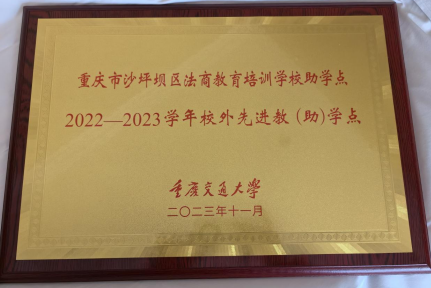 重庆市沙坪坝区法商教育培训学校助学点
2022—2023学年校外先进教(助)学点
重庆交通大学
二〇二三年十一月